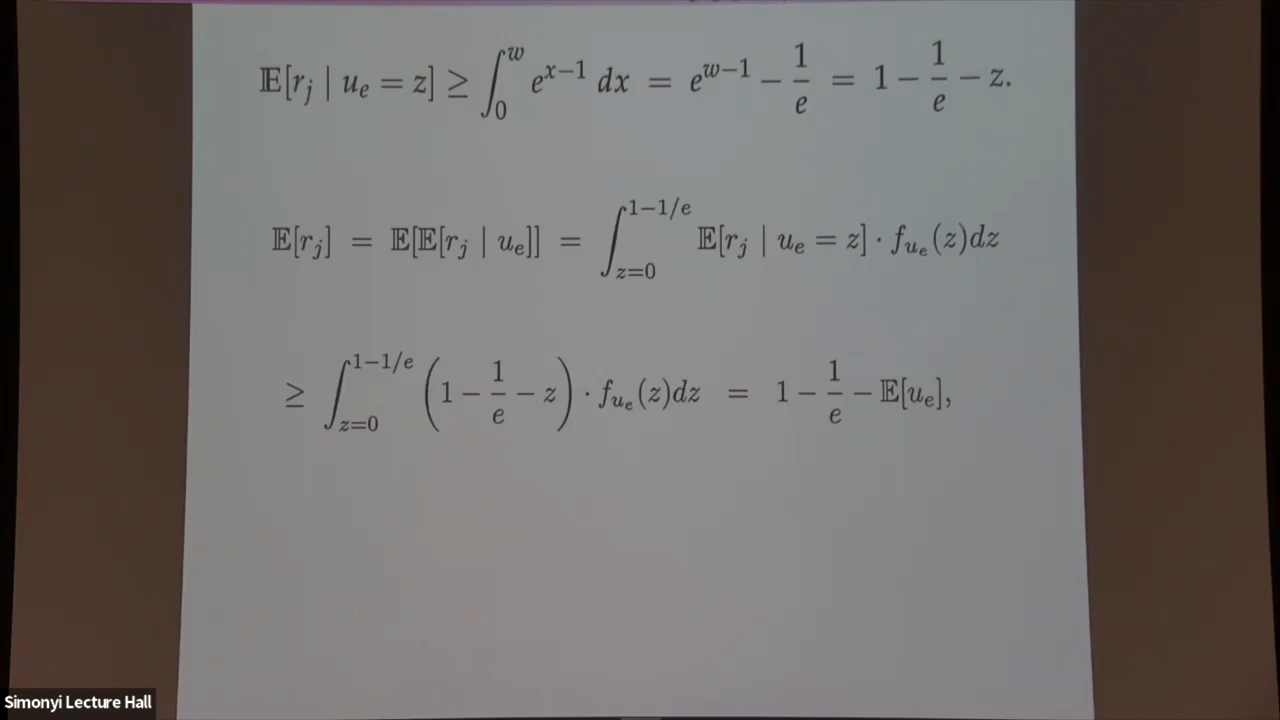 𝔼[r_j | u_e = z] ≥ ∫_0^w e^{x−1} dx = e^{w−1} − 1/e = 1 − 1/e − z.
𝔼[r_j] = 𝔼[𝔼[r_j | u_e]] = ∫_{z=0}^{1−1/e} 𝔼[r_j | u_e = z] · f_{u_e}(z)dz
≥ ∫_{z=0}^{1−1/e} (1 − 1/e − z) · f_{u_e}(z)dz = 1 − 1/e − 𝔼[u_e],
Simonyi Lecture Hall